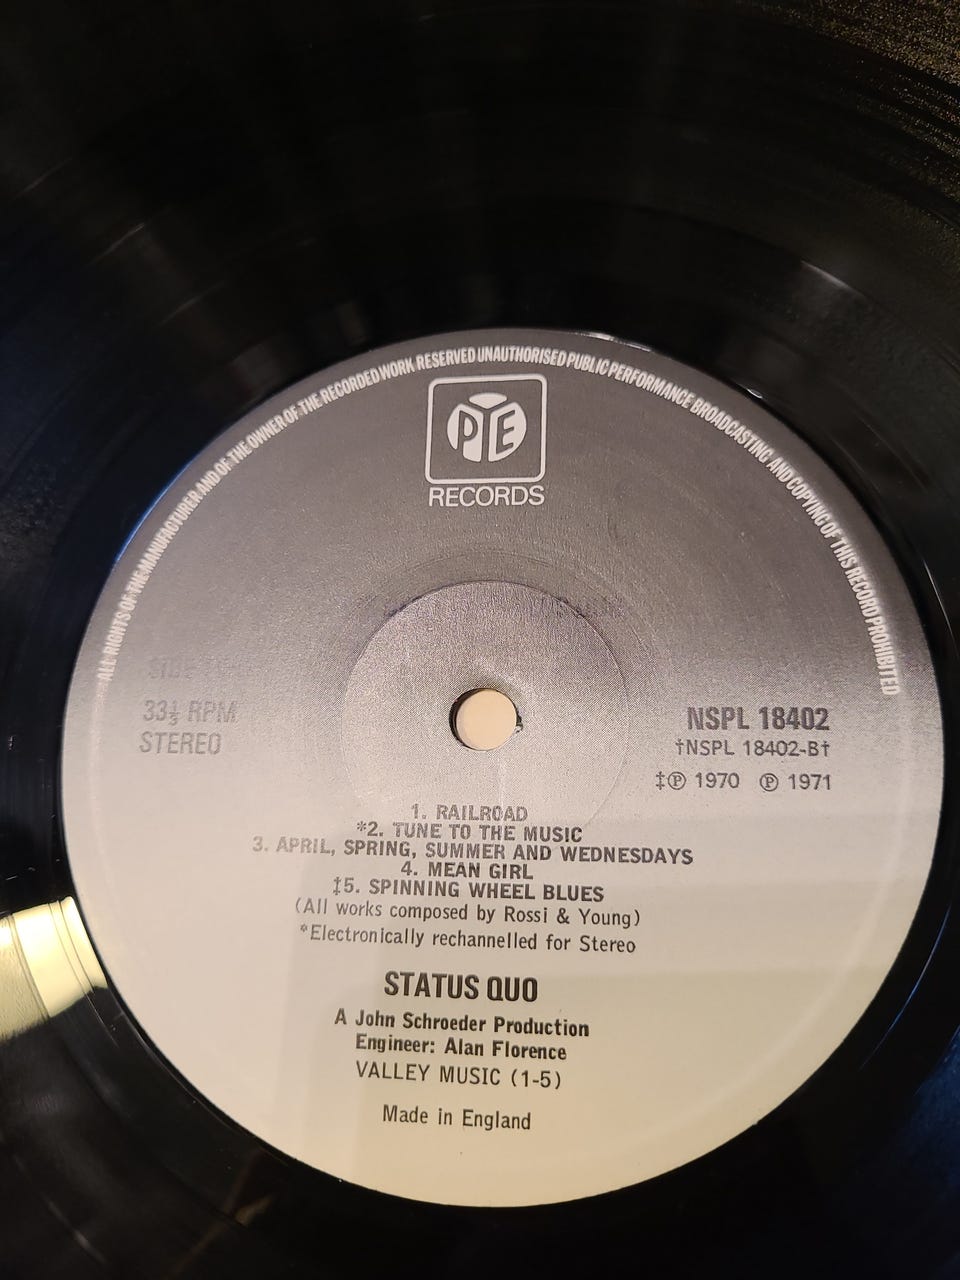 ALL RIGHTS OF THE MANUFACTURER AND OF THE OWNER OF THE RECORDED WORK RESERVED UNAUTHORISED PUBLIC PERFORMANCE BROADCASTING AND COPYING OF THIS RECORD PROHIBITED
PYE
RECORDS
SIDE
33⅓ RPM
STEREO
NSPL 18402
†NSPL 18402-B†
‡Ⓟ 1970 Ⓟ 1971
1. RAILROAD
*2. TUNE TO THE MUSIC
3. APRIL, SPRING, SUMMER AND WEDNESDAYS
4. MEAN GIRL
‡5. SPINNING WHEEL BLUES
(All works composed by Rossi & Young)
*Electronically rechannelled for Stereo
STATUS QUO
A John Schroeder Production
Engineer: Alan Florence
VALLEY MUSIC (1-5)
Made in England